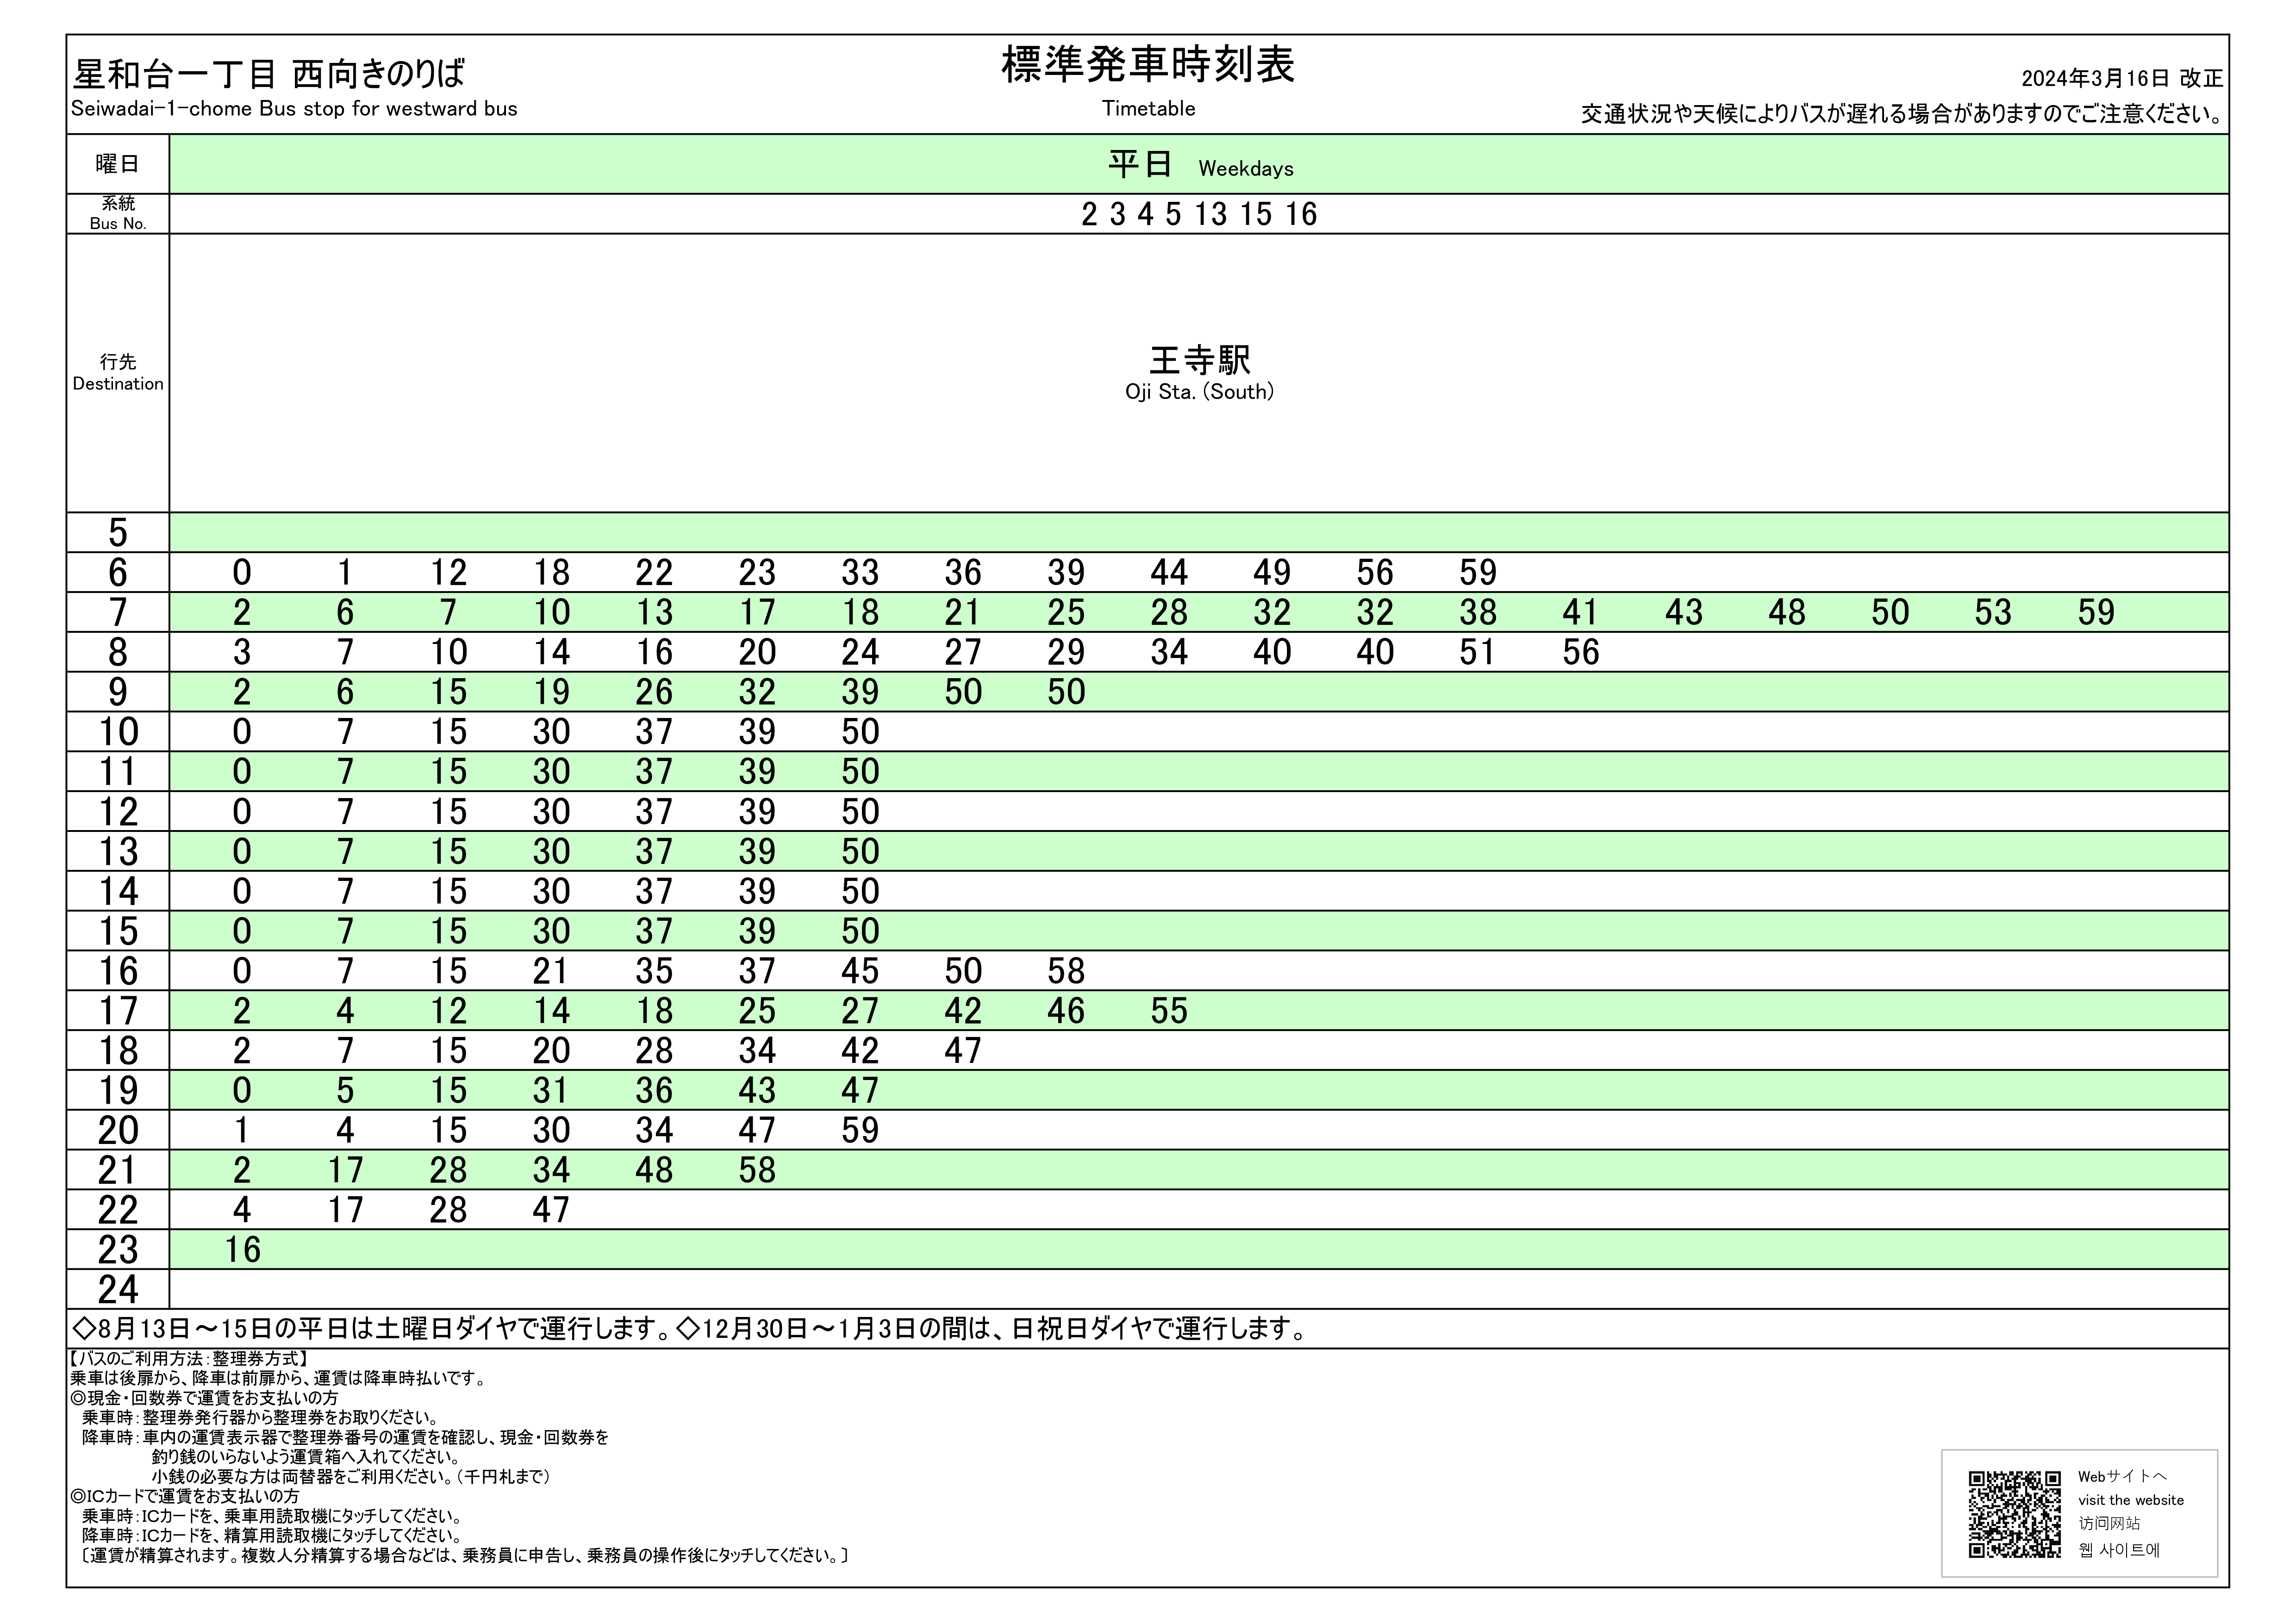 星和台一丁目 西向きのりば
Seiwadai-1-chome Bus stop for westward bus
標準発車時刻表
Timetable
2024年3月16日 改正
交通状況や天候によりバスが遅れる場合がありますのでご注意ください。
曜日 平日 Weekdays
系統
Bus No.
2 3 4 5 13 15 16
行先
Destination
王寺駅
Oji Sta.(South)
5
6 0 1 12 18 22 23 33 36 39 44 49 56 59
7 2 6 7 10 13 17 18 21 25 28 32 32 38 41 43 48 50 53 59
8 3 7 10 14 16 20 24 27 29 34 40 40 51 56
9 2 6 15 19 26 32 39 50 50
10 0 7 15 30 37 39 50
11 0 7 15 30 37 39 50
12 0 7 15 30 37 39 50
13 0 7 15 30 37 39 50
14 0 7 15 30 37 39 50
15 0 7 15 30 37 39 50
16 0 7 15 21 35 37 45 50 58
17 2 4 12 14 18 25 27 42 46 55
18 2 7 15 20 28 34 42 47
19 0 5 15 31 36 43 47
20 1 4 15 30 34 47 59
21 2 17 28 34 48 58
22 4 17 28 47
23 16
24
◇8月13日～15日の平日は土曜日ダイヤで運行します。◇12月30日～1月3日の間は、日祝日ダイヤで運行します。
【バスのご利用方法：整理券方式】
乗車は後扉から、降車は前扉から、運賃は降車時払いです。
◎現金・回数券で運賃をお支払いの方
乗車時：整理券発行器から整理券をお取りください。
降車時：車内の運賃表示器で整理券番号の運賃を確認し、現金・回数券を
釣り銭のいらないよう運賃箱へ入れてください。
小銭の必要な方は両替器をご利用ください。（千円札まで）
◎ICカードで運賃をお支払いの方
乗車時：ICカードを、乗車用読取機にタッチしてください。
降車時：ICカードを、精算用読取機にタッチしてください。
〔運賃が精算されます。複数人分精算する場合などは、乗務員に申告し、乗務員の操作後にタッチしてください。〕
Webサイトへ
visit the website
访问网站
웹 사이트에